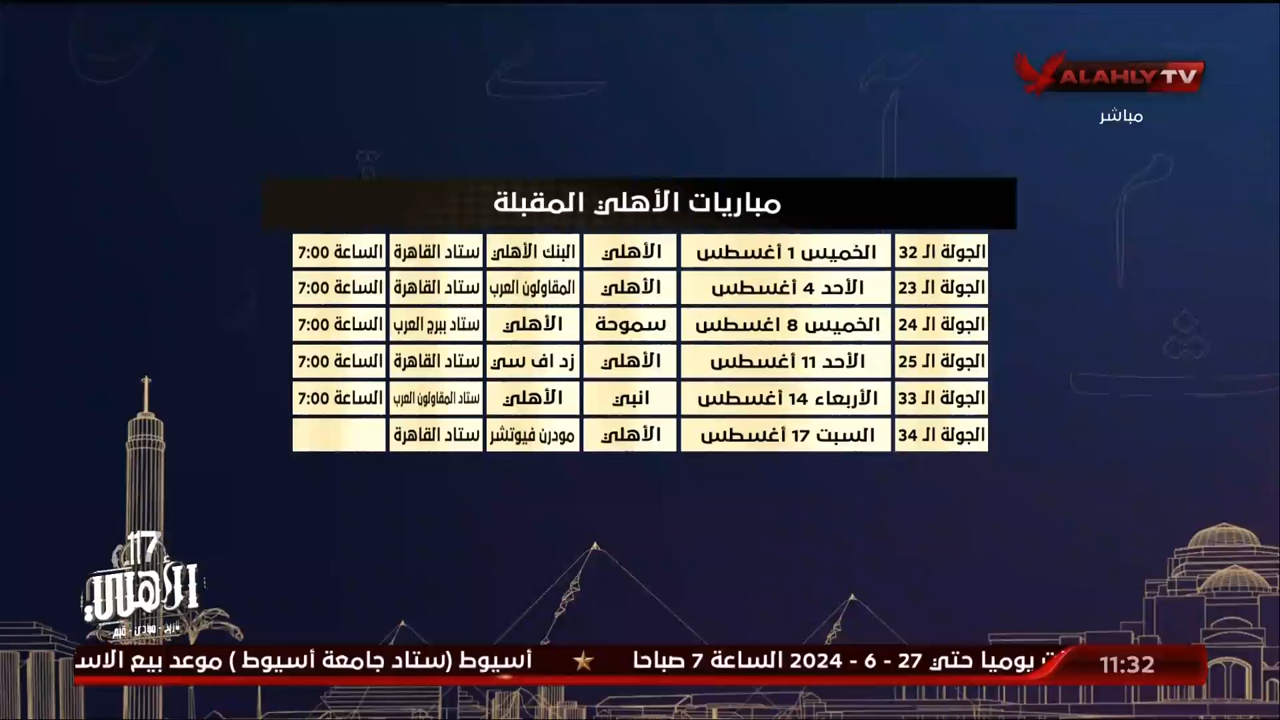 ALAHLY TV
مباشر
مباريات الأهلي المقبلة
الجولة الـ 32 الخميس 1 أغسطس الأهلي البنك الأهلي ستاد القاهرة الساعة 7:00
الجولة الـ 23 الأحد 4 أغسطس الأهلي المقاولون العرب ستاد القاهرة الساعة 7:00
الجولة الـ 24 الخميس 8 اغسطس سموحة الأهلي ستاد ببرج العرب الساعة 7:00
الجولة الـ 25 الأحد 11 أغسطس الأهلي زد اف سي ستاد القاهرة الساعة 7:00
الجولة الـ 33 الأربعاء 14 أغسطس انبي الأهلي ستاد المقاولون العرب الساعة 7:00
الجولة الـ 34 السبت 17 أغسطس الأهلي مودرن فيوتشر ستاد القاهرة
117
الأهلي
11:32 يوميا حتي 27 - 6 - 2024 الساعة 7 صباحا أسيوط (ستاد جامعة أسيوط ) موعد بيع